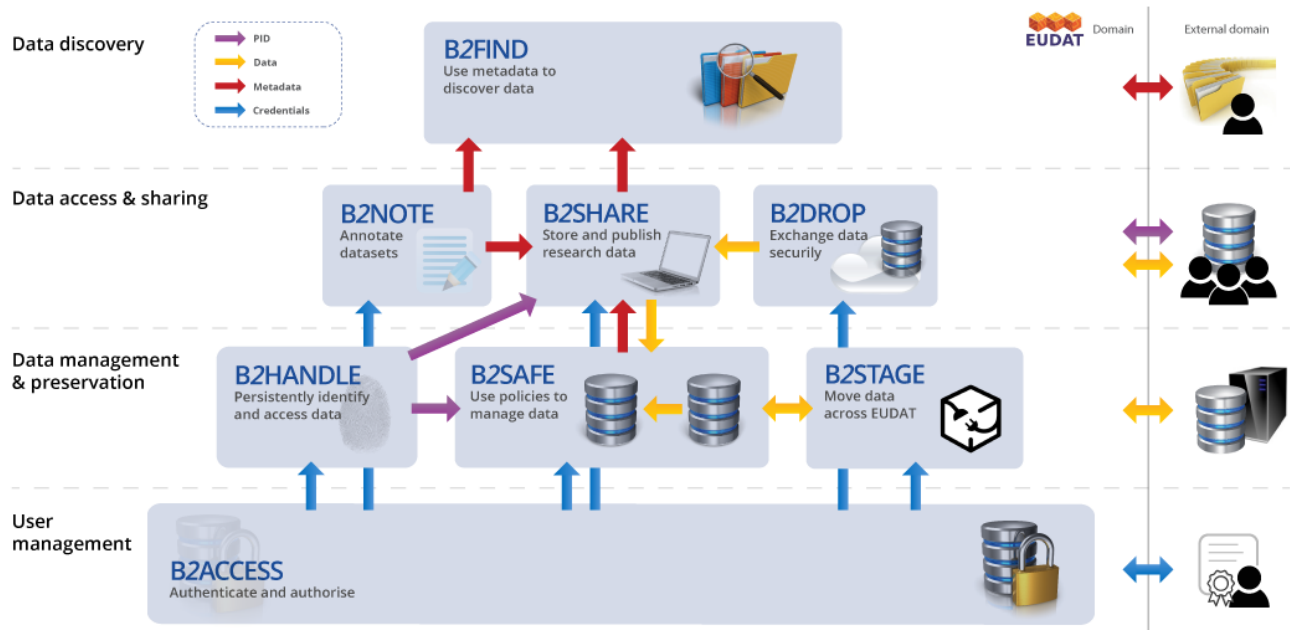 Data discovery
PID
Data
Metadata
Credentials
B2FIND
Use metadata to
discover data
EUDAT
Domain
External domain
Data access & sharing
B2NOTE
Annotate
datasets
B2SHARE
Store and publish
research data
B2DROP
Exchange data
securily
Data management
& preservation
B2HANDLE
Persistently identify
and access data
B2SAFE
Use policies to
manage data
B2STAGE
Move data
across EUDAT
User
management
B2ACCESS
Authenticate and authorise